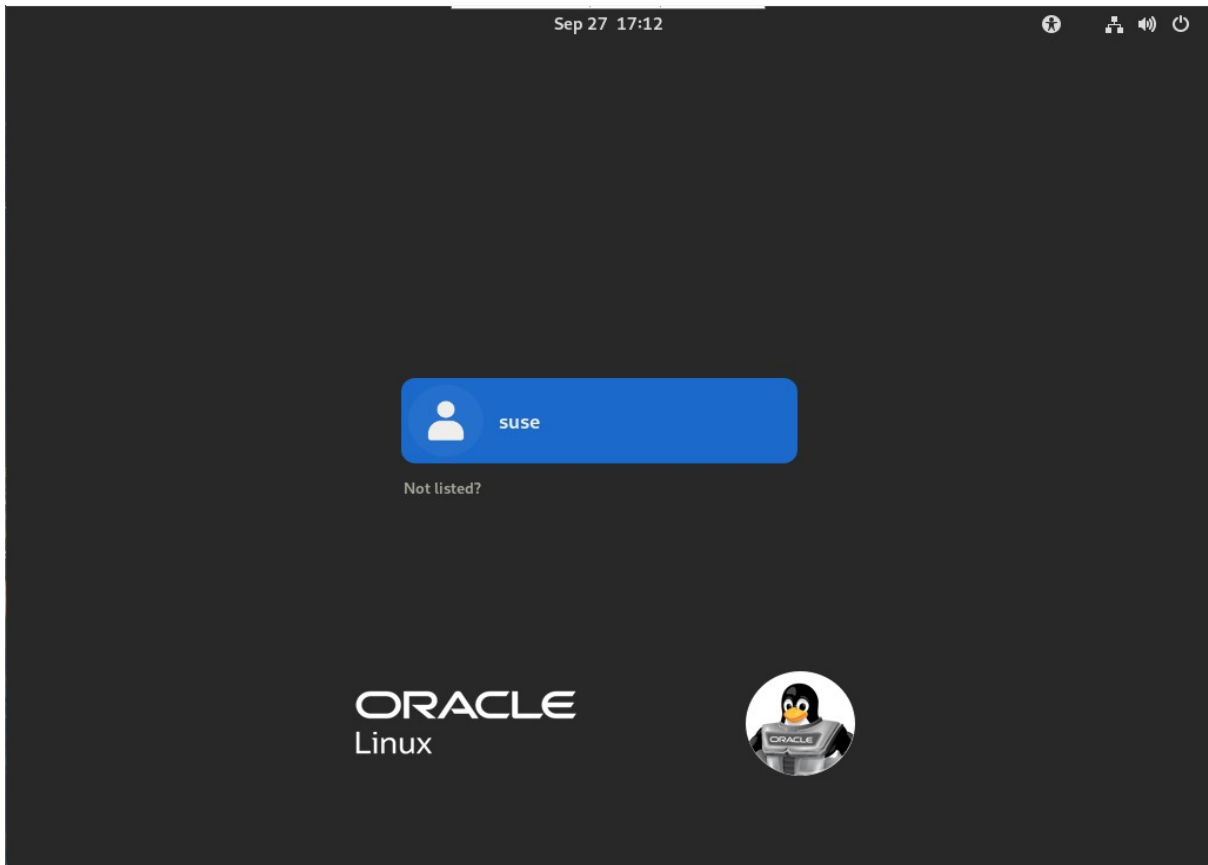 Sep 27 17:12
suse
Not listed?
ORACLE
Linux
ORACLE